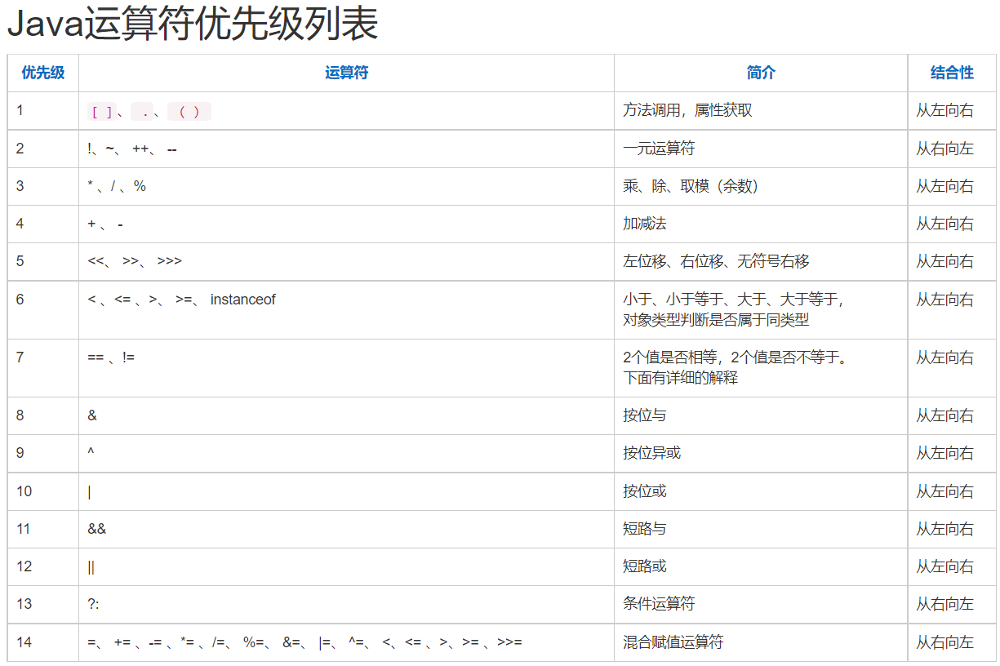 Java运算符优先级列表
优先级 运算符 简介 结合性
1 [ ]、 .、 ( ) 方法调用，属性获取 从左向右
2 !、~、 ++、 -- 一元运算符 从右向左
3 * 、/ 、% 乘、除、取模（余数） 从左向右
4 + 、 - 加减法 从左向右
5 <<、 >>、 >>> 左位移、右位移、无符号右移 从左向右
6 < 、<= 、>、 >=、 instanceof 小于、小于等于、大于、大于等于， 从左向右
对象类型判断是否属于同类型
7 == 、!= 2个值是否相等，2个值是否不等于。 从左向右
下面有详细的解释
8 & 按位与 从左向右
9 ^ 按位异或 从左向右
10 | 按位或 从左向右
11 && 短路与 从左向右
12 || 短路或 从左向右
13 ?: 条件运算符 从右向左
14 =、 += 、-= 、*= 、/=、 %=、 &=、 |=、 ^=、 <、<= 、>、>= 、>>= 混合赋值运算符 从右向左